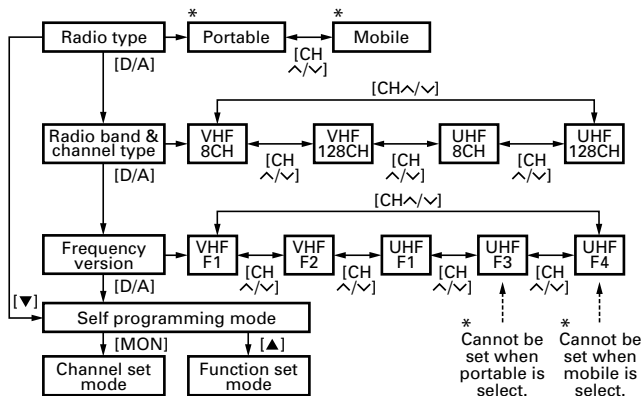 * *
Radio type Portable Mobile
[CH
∧/∨]
[D/A]
[CH∧/∨]
Radio band & VHF VHF UHF UHF
channel type 8CH 128CH 8CH 128CH
[CH [CH [CH
∧/∨] ∧/∨] ∧/∨]
[D/A]
[CH∧/∨]
Frequency VHF VHF UHF UHF UHF
version F1 F2 F1 F3 F4
[CH [CH [CH [CH
∧/∨] ∧/∨] ∧/∨] ∧/∨]
[D/A]
[▼]
Self programming mode
[MON] [▲]
Channel set Function set
mode mode
*
Cannot be
set when
portable is
select.
*
Cannot be
set when
mobile is
select.